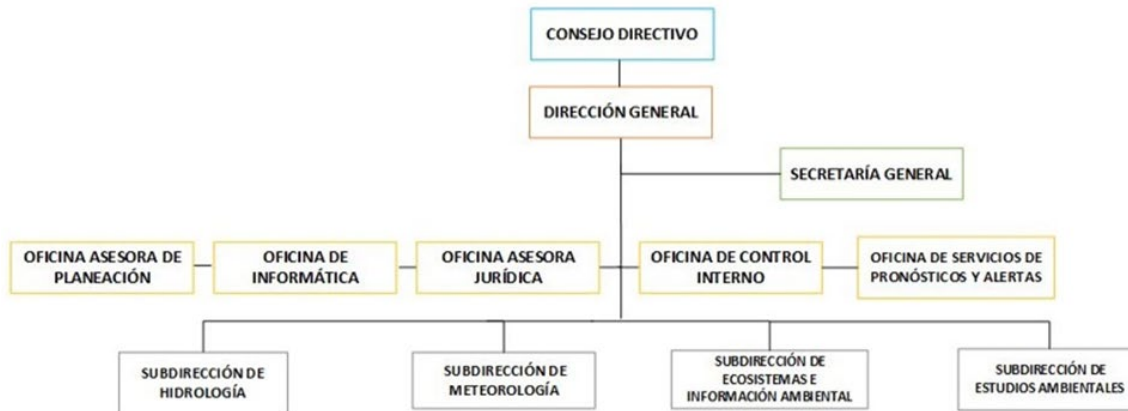 CONSEJO DIRECTIVO
DIRECCIÓN GENERAL
SECRETARÍA GENERAL
OFICINA ASESORA DE
PLANEACIÓN
OFICINA DE
INFORMÁTICA
OFICINA ASESORA
JURÍDICA
OFICINA DE CONTROL
INTERNO
OFICINA DE SERVICIOS DE
PRONÓSTICOS Y ALERTAS
SUBDIRECCIÓN DE
HIDROLOGÍA
SUBDIRECCIÓN DE
METEOROLOGÍA
SUBDIRECCIÓN DE
ECOSISTEMAS E
INFORMACIÓN AMBIENTAL
SUBDIRECCIÓN DE
ESTUDIOS AMBIENTALES